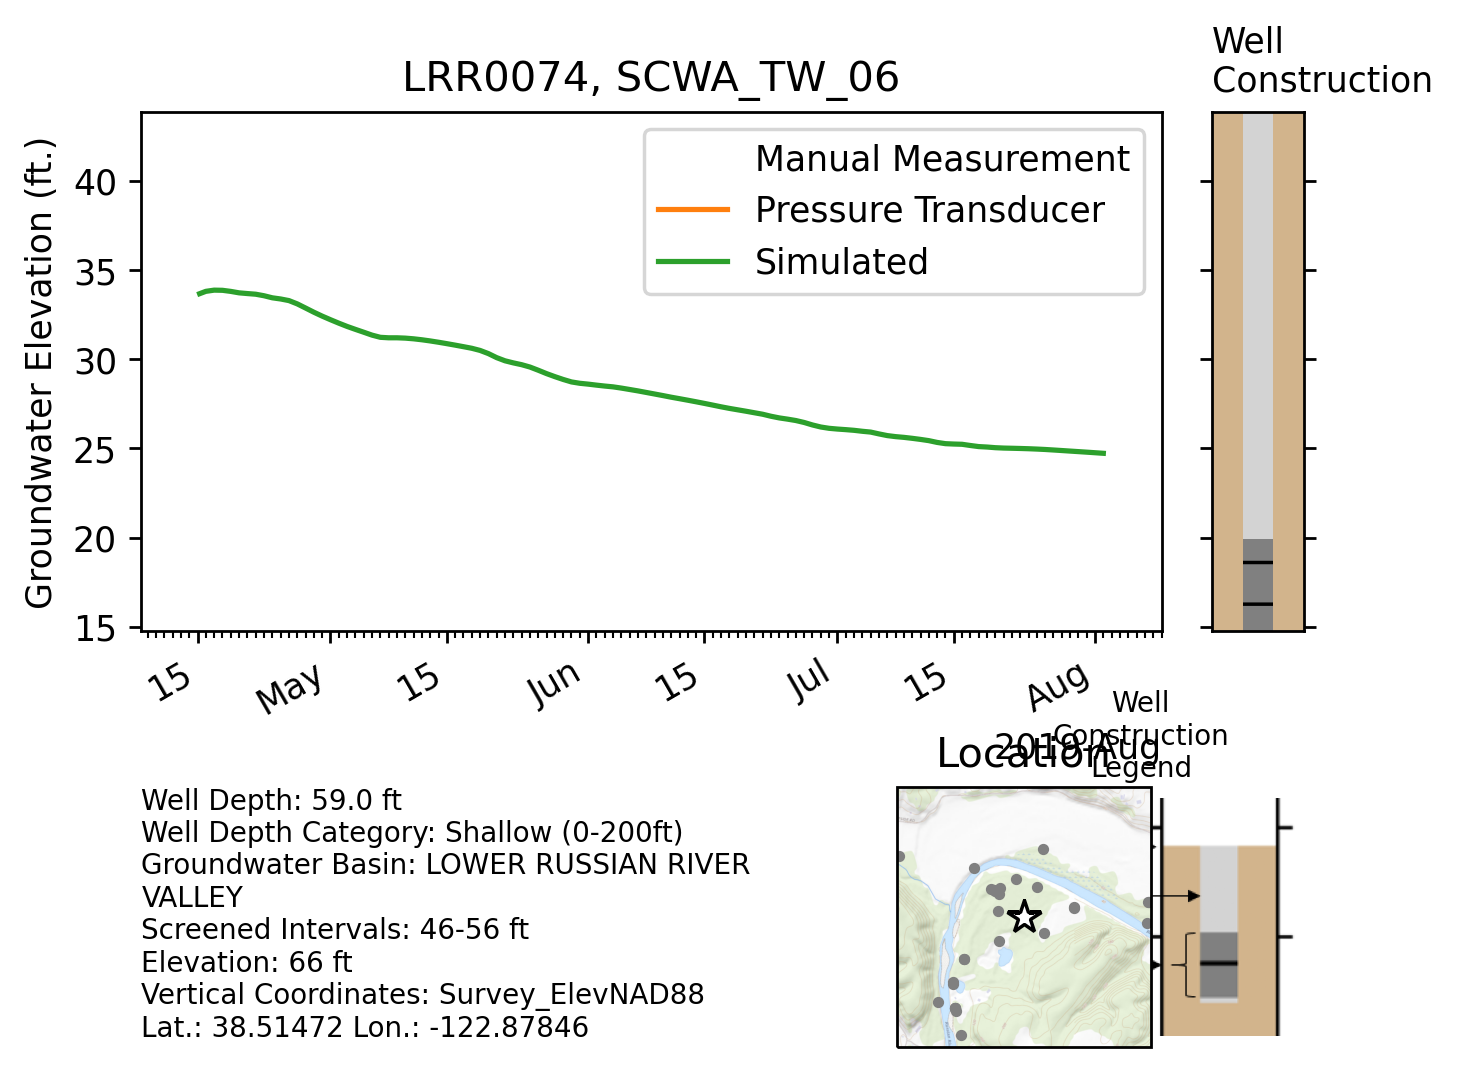 Well
Construction
LRR0074, SCWA_TW_06
Groundwater Elevation (ft.)
40
35
30
25
20
15
Manual Measurement
Pressure Transducer
Simulated
15
May
15
Jun
15
Jul
15
Aug
2019-Aug
Location
Well
Construction
Legend
Well Depth: 59.0 ft
Well Depth Category: Shallow (0-200ft)
Groundwater Basin: LOWER RUSSIAN RIVER
VALLEY
Screened Intervals: 46-56 ft
Elevation: 66 ft
Vertical Coordinates: Survey_ElevNAD88
Lat.: 38.51472 Lon.: -122.87846